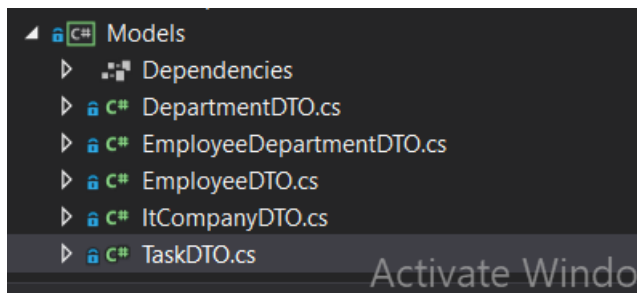 C# Models
Dependencies
C# DepartmentDTO.cs
C# EmployeeDepartmentDTO.cs
C# EmployeeDTO.cs
C# ItCompanyDTO.cs
C# TaskDTO.cs
Activate Windo